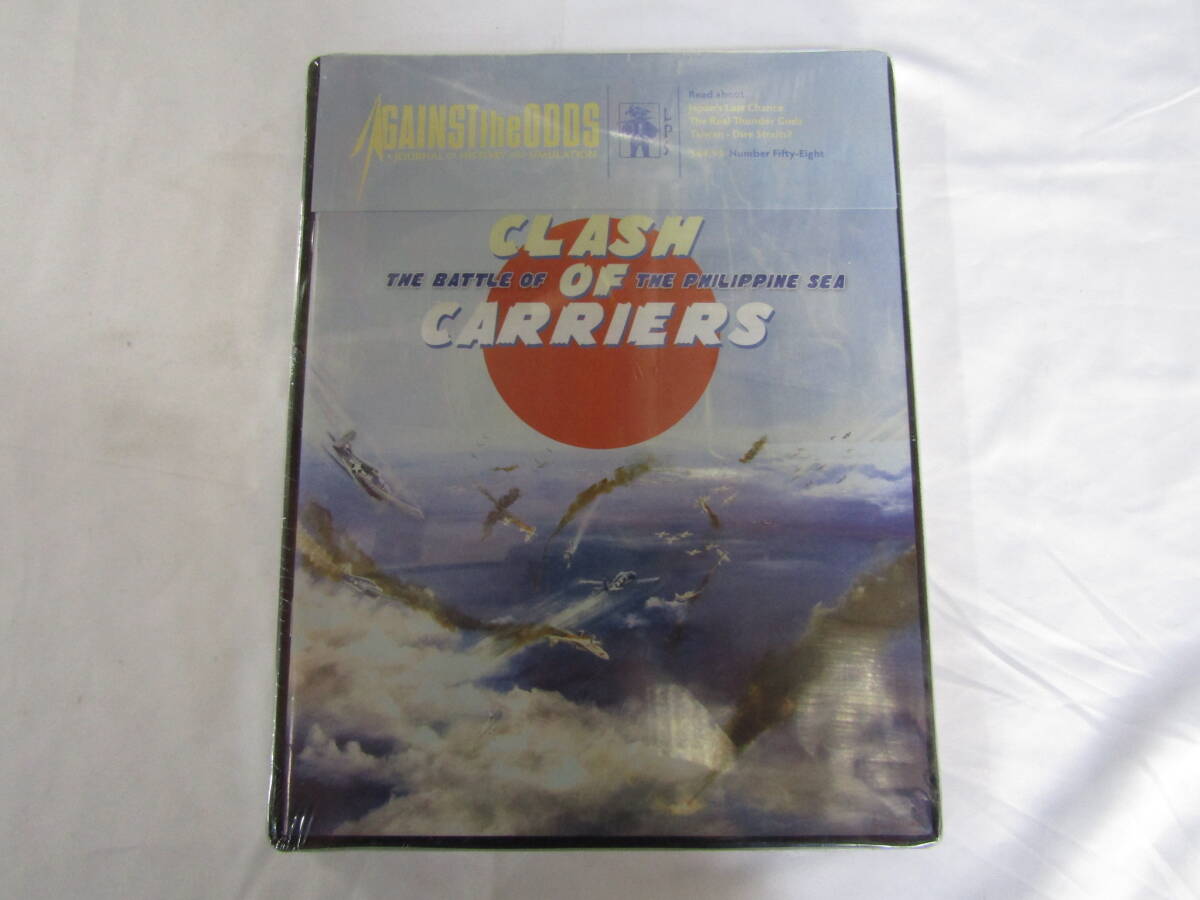 AGAINST the ODDS
• JOURNAL OF HISTORY AND SIMULATION •
LPS
Read about...
Japan's Last Chance
The Real Thunder Gods
Taiwan - Dire Straits?
Number Fifty-Eight
CLASH
THE BATTLE OF OF THE PHILIPPINE SEA
CARRIERS